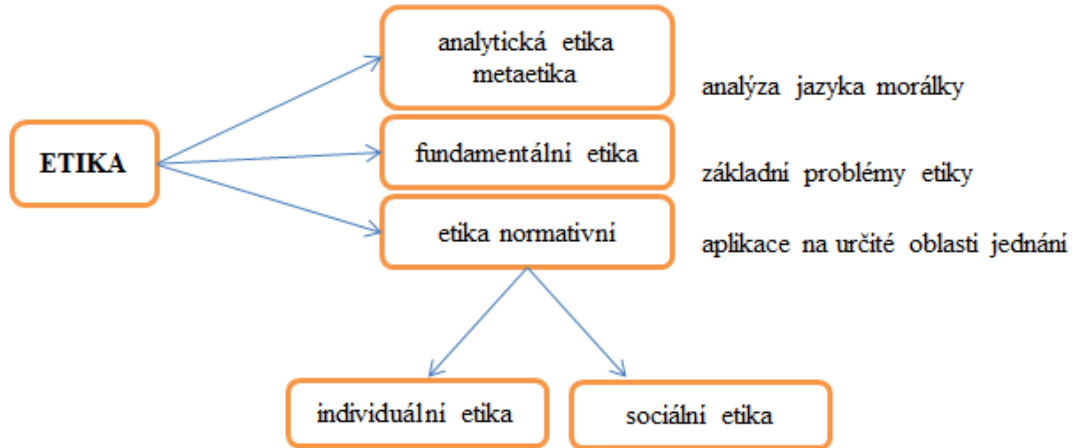 analytická etika
metaetika
analýza jazyka morálky
ETIKA
fundamentální etika
základní problémy etiky
etika normativní
aplikace na určité oblasti jednání
individuální etika
sociální etika